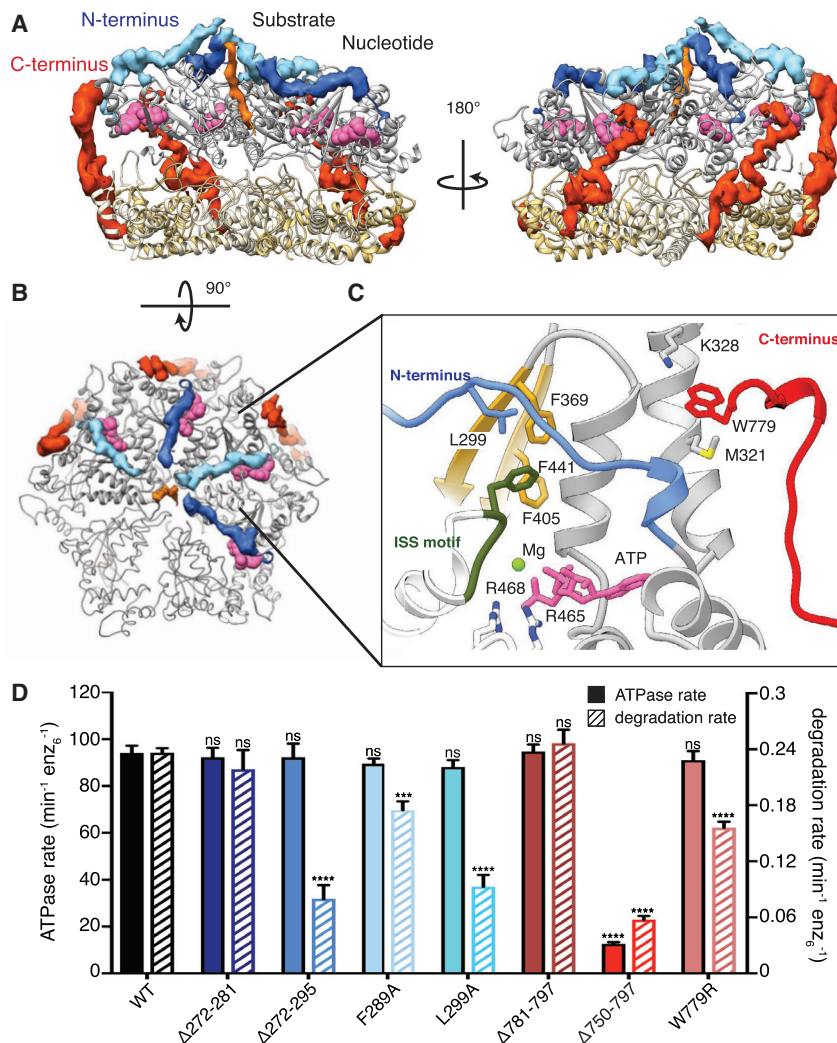 A
N-terminus
Substrate
Nucleotide
C-terminus
180°
B
90°
C
K328
C-terminus
N-terminus
F369
W779
L299
M321
F441
F405
ISS motif
Mg
ATP
R468
R465
D
ATPase rate (min⁻¹ enz₆⁻¹)
120
100
80
60
40
20
0
ATPase rate
degradation rate
ns ns ns ns ns ns ns ns
*** **** **** **** **** ****
0.3
0.24
0.18
0.12
0.06
0
degradation rate (min⁻¹ enz₆⁻¹)
WT Δ272-281 Δ272-295 F289A L299A Δ781-797 Δ750-797 W779R